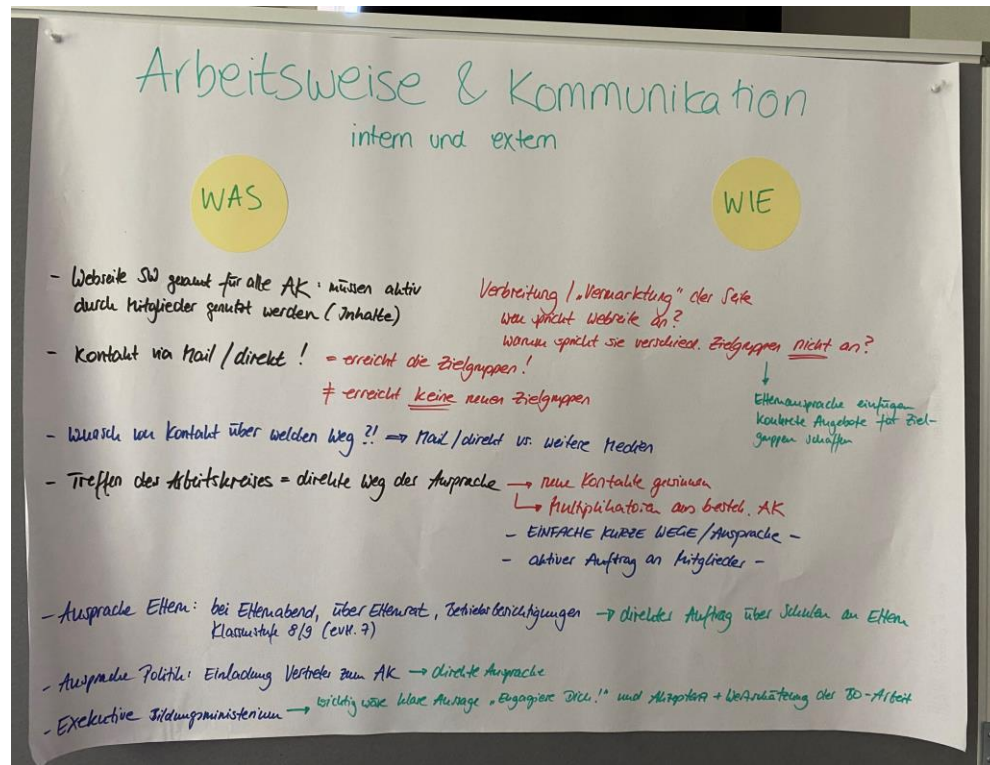 Arbeitsweise & Kommunikation
intern und extern
WAS
WIE
- Webseite SW gesamt für alle AK: müssen aktiv
durch Mitglieder genutzt werden (Inhalte)
Verbreitung / „Vermarktung" der Seite
wen spricht Webseite an?
Warum spricht sie verschied. Zielgruppen nicht an?
↓
Elternansprache einfügen
Konkrete Angebote für Ziel-
gruppen schaffen
- Kontakt via Mail / direkt ! = erreicht die Zielgruppen!
≠ erreicht keine neuen Zielgruppen
- Wunsch von Kontakt über welchen Weg ?! ⇒ Mail / direkt vs. weitere Medien
- Treffen des Arbeitskreises = direkte Weg der Ansprache → neue Kontakte gewinnen
↳ Multiplikatoren aus besteh. AK
- EINFACHE KURZE WEGE / Ansprache -
- aktiver Auftrag an Mitglieder -
- Ansprache Eltern: bei Elternabend, über Elternrat, Betriebsbesichtigungen → direkter Auftrag über Schulen an Eltern
Klassenstufe 8/9 (evtl. 7)
- Ansprache Politik: Einladung Vertreter zum AK → direkte Ansprache
- Exekutive Bildungsministerium → wichtig wäre klare Aussage „Engagiere Dich!" und Akzeptanz + Wertschätzung der BO-Arbeit